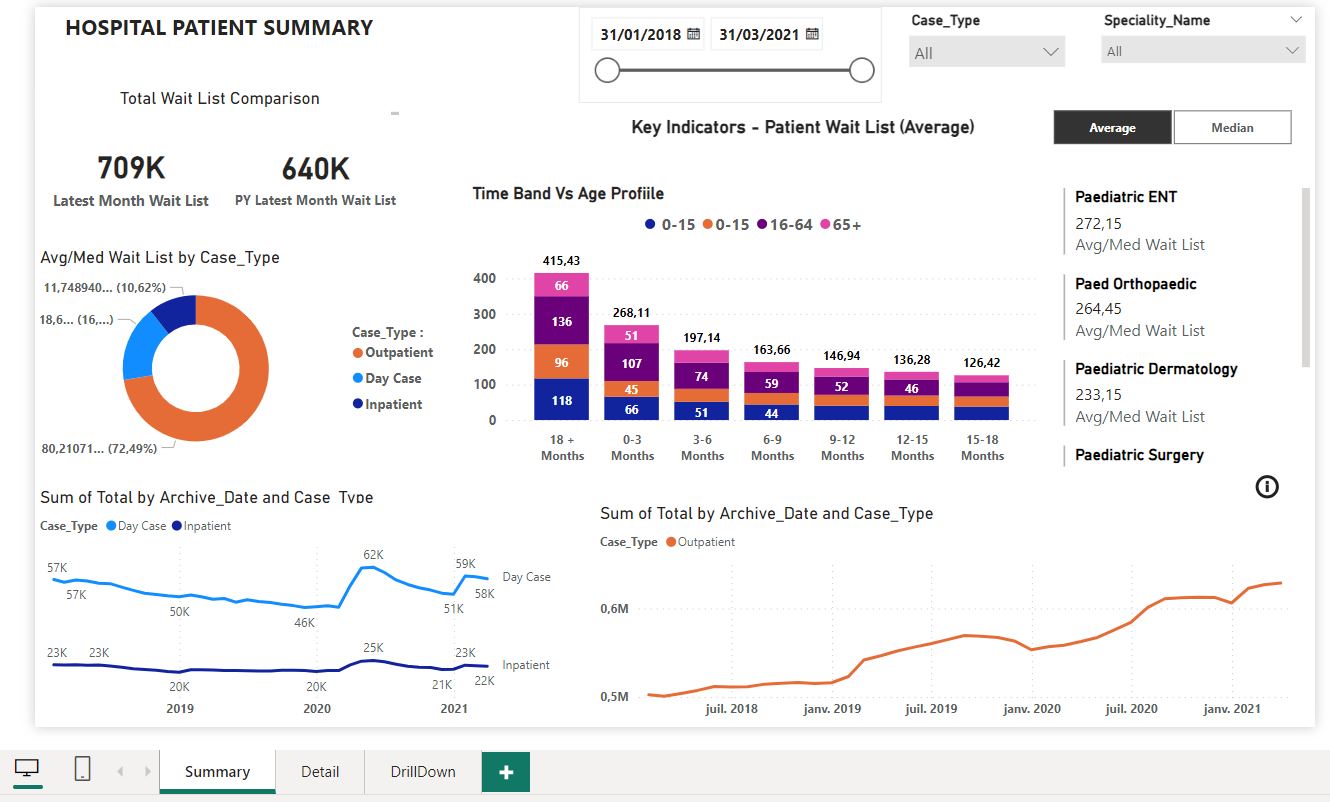 HOSPITAL PATIENT SUMMARY
31/01/2018
31/03/2021
Case_Type
All
Speciality_Name
All
Total Wait List Comparison
709K
Latest Month Wait List
640K
PY Latest Month Wait List
Key Indicators - Patient Wait List (Average)
Average
Median
Avg/Med Wait List by Case_Type
11,748940... (10,62%)
18,6... (16,...)
80,21071... (72,49%)
Case_Type :
Outpatient
Day Case
Inpatient
Time Band Vs Age Profiile
0-15 0-15 16-64 65+
400
300
200
100
0
415,43
66
136
96
118
268,11
51
107
45
66
197,14
74
51
163,66
59
44
146,94
52
136,28
46
126,42
18 + Months
0-3 Months
3-6 Months
6-9 Months
9-12 Months
12-15 Months
15-18 Months
Paediatric ENT
272,15
Avg/Med Wait List
Paed Orthopaedic
264,45
Avg/Med Wait List
Paediatric Dermatology
233,15
Avg/Med Wait List
Paediatric Surgery
Sum of Total by Archive_Date and Case_Type
Case_Type Day Case Inpatient
57K
57K
50K
46K
62K
51K
59K
58K
Day Case
23K
23K
20K
20K
25K
21K
23K
22K
Inpatient
2019
2020
2021
Sum of Total by Archive_Date and Case_Type
Case_Type Outpatient
0,6M
0,5M
juil. 2018
janv. 2019
juil. 2019
janv. 2020
juil. 2020
janv. 2021
Summary
Detail
DrillDown